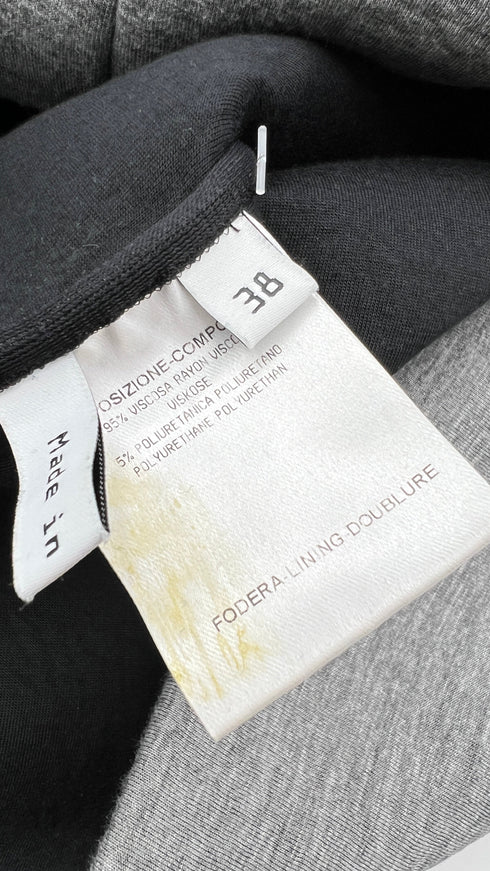 38
OSIZIONE-COMPO
95% VISCOSA RAYON VISCO
VISKOSE
5% POLIURETANICA POLIURETANO
POLYURETHANE POLYURETHAN
FODERA-LINING-DOUBLURE
Made in